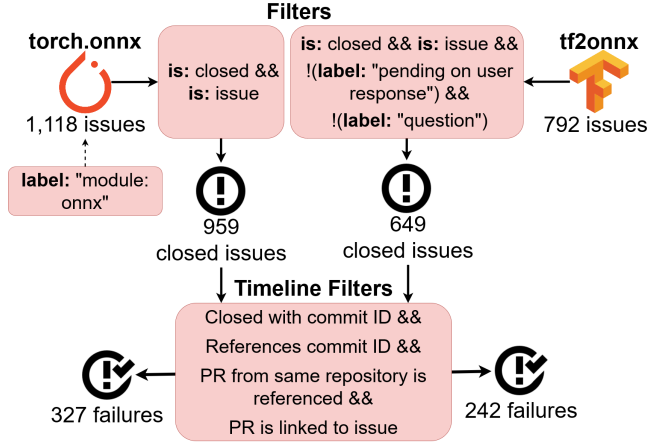 Filters
torch.onnx
1,118 issues
label: "module:
onnx"
is: closed &&
is: issue
is: closed && is: issue &&
!(label: "pending on user
response") &&
!(label: "question")
tf2onnx
792 issues
959
closed issues
649
closed issues
Timeline Filters
Closed with commit ID &&
References commit ID &&
PR from same repository is
referenced &&
PR is linked to issue
327 failures
242 failures